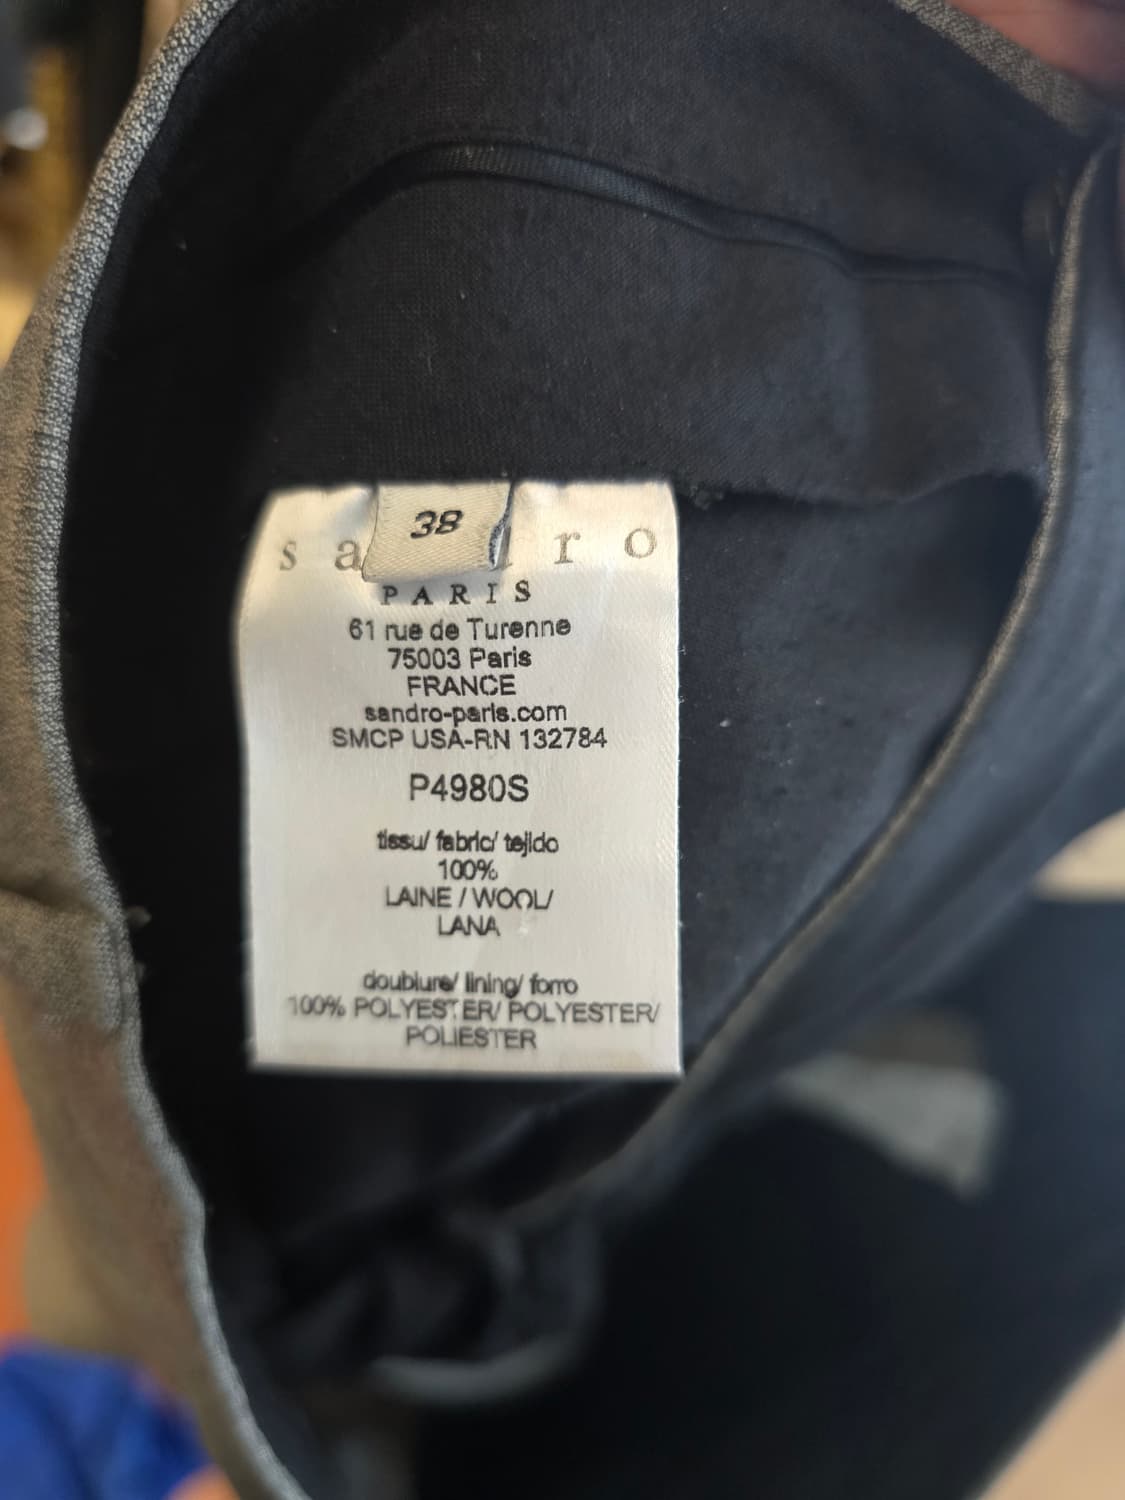 38
sa ro
PARIS
61 rue de Turenne
75003 Paris
FRANCE
sandro-paris.com
SMCP USA-RN 132784
P4980S
tissu/ fabric/ tejido
100%
LAINE / WOOL/
LANA
doublure/ lining/ forro
100% POLYESTER/ POLYESTER/
POLIESTER